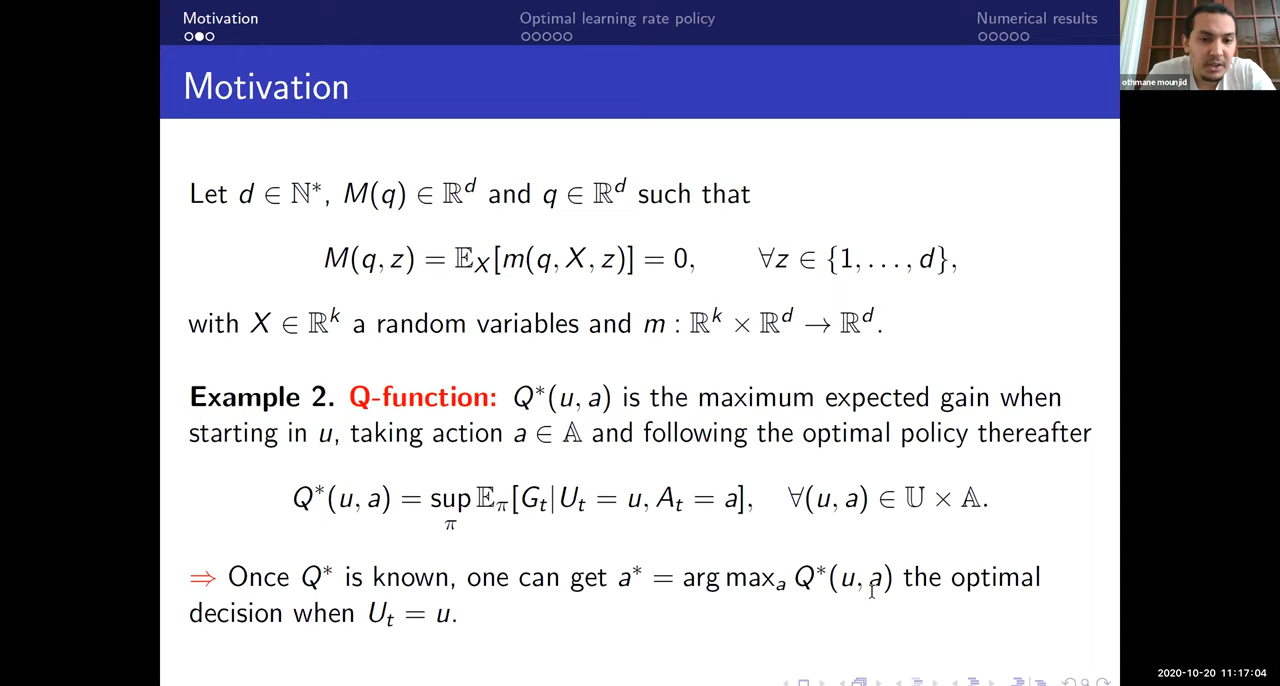 Motivation Optimal learning rate policy Numerical results
Motivation
othmane mounjid
Let d ∈ ℕ*, M(q) ∈ ℝ^d and q ∈ ℝ^d such that
M(q, z) = 𝔼_X[m(q, X, z)] = 0, ∀z ∈ {1, . . . , d},
with X ∈ ℝ^k a random variables and m : ℝ^k × ℝ^d → ℝ^d.
Example 2. Q-function: Q*(u, a) is the maximum expected gain when
starting in u, taking action a ∈ 𝔸 and following the optimal policy thereafter
Q*(u, a) = sup_π 𝔼_π[G_t|U_t = u, A_t = a], ∀(u, a) ∈ 𝕌 × 𝔸.
⇒ Once Q* is known, one can get a* = arg max_a Q*(u, a) the optimal
decision when U_t = u.
2020-10-20 11:17:04